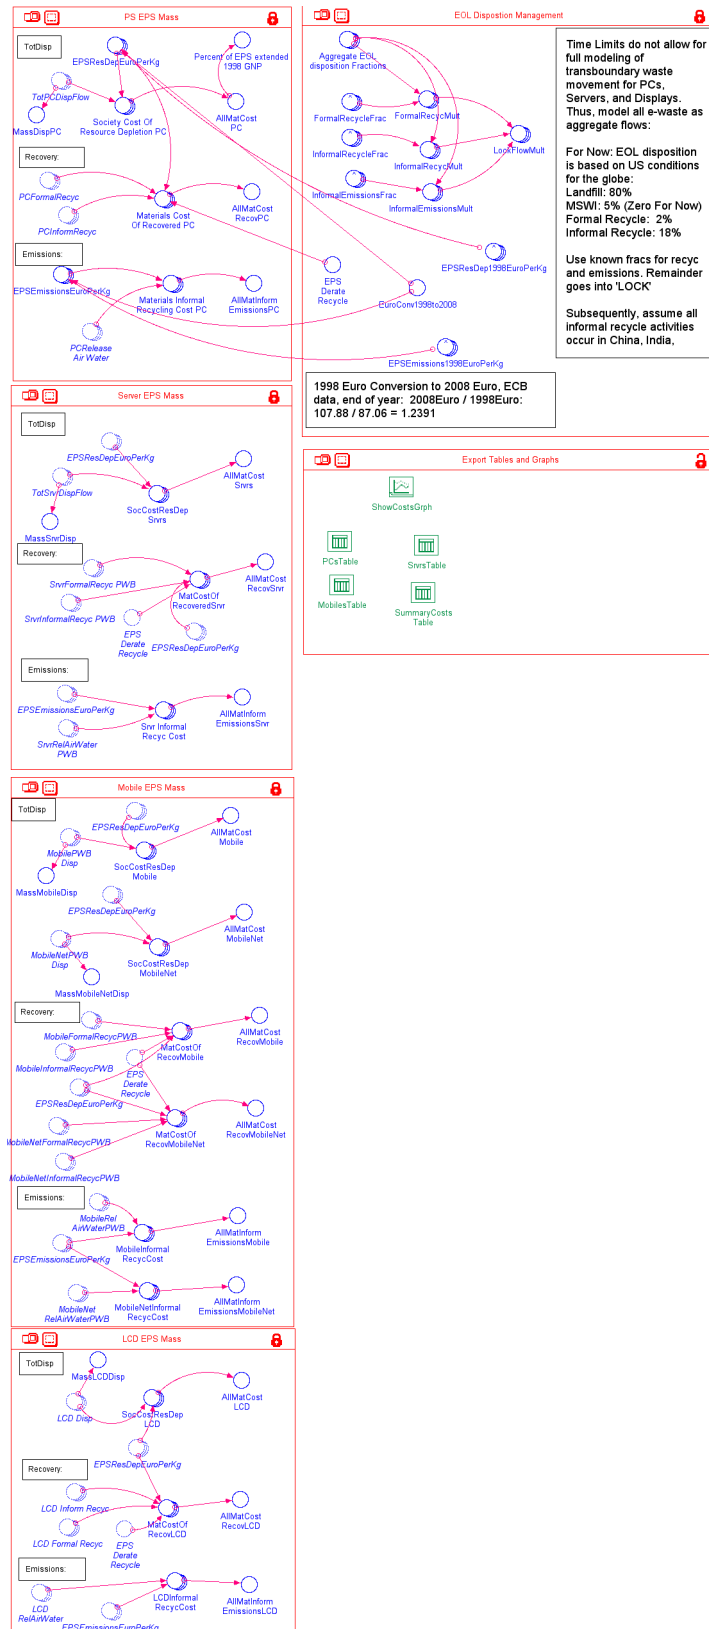 PS EPS Mass
TotDisp
EPSResDepEuroPerKg
Percent of EPS extended
1998 GNP
TotPCDispFlow
MassDispPC
Society Cost Of
Resource Depletion PC
AllMatCost
PC
Recovery:
PCFormalRecyc
PCInformRecyc
Materials Cost
Of Recovered PC
AllMatCost
RecovPC
Emissions:
EPSEmissionsEuroPerKg
Materials Informal
Recycling Cost PC
AllMatInform
EmissionsPC
PCRelease
Air Water
EOL Dispostion Management
Aggregate EOL
disposition Fractions
FormalRecycleFrac
FormalRecycMult
InformalRecycleFrac
InformalRecycMult
LockFlowMult
InformalEmissionsFrac
InformalEmissionsMult
EPSResDep1998EuroPerKg
EPS
Derate
Recycle
EuroConv1998to2008
EPSEmissions1998EuroPerKg
Time Limits do not allow for
full modeling of
transboundary waste
movement for PCs,
Servers, and Displays.
Thus, model all e-waste as
aggregate flows:
For Now: EOL disposition
is based on US conditions
for the globe:
Landfill: 80%
MSWI: 5% (Zero For Now)
Formal Recycle:  2%
Informal Recycle: 18%
Use known fracs for recyc
and emissions. Remainder
goes into 'LOCK'
Subsequently, assume all
informal recycle activities
occur in China, India,
1998 Euro Conversion to 2008 Euro, ECB
data, end of year:  2008Euro / 1998Euro:
107.88 / 87.06 = 1.2391
Server EPS Mass
TotDisp
EPSResDepEuroPerKg
AllMatCost
Srvrs
TotSrvrDispFlow
SocCostResDep
Srvrs
MassSrvrDisp
Recovery:
SrvrFormalRecyc PWB
MatCostOf
RecoveredSrvr
AllMatCost
RecovSrvr
SrvrInformalRecyc PWB
EPS
Derate
Recycle
EPSResDepEuroPerKg
Emissions:
EPSEmissionsEuroPerKg
Srvr Informal
Recyc Cost
AllMatInform
EmissionsSrvr
SrvrRelAirWater
PWB
Export Tables and Graphs
ShowCostsGrph
PCsTable
SrvrsTable
MobilesTable
SummaryCosts
Table
Mobile EPS Mass
TotDisp
EPSResDepEuroPerKg
AllMatCost
Mobile
MobilePWB
Disp
SocCostResDep
Mobile
MassMobileDisp
EPSResDepEuroPerKg
AllMatCost
MobileNet
MobileNetPWB
Disp
SocCostResDep
MobileNet
MassMobileNetDisp
Recovery:
MobileFormalRecycPWB
MatCostOf
RecovMobile
AllMatCost
RecovMobile
MobileInformalRecycPWB
EPS
Derate
Recycle
EPSResDepEuroPerKg
MatCostOf
RecovMobileNet
AllMatCost
RecovMobileNet
MobileNetFormalRecycPWB
MobileNetInformalRecycPWB
Emissions:
MobileRel
AirWaterPWB
MobileInformal
RecycCost
AllMatInform
EmissionsMobile
EPSEmissionsEuroPerKg
MobileNet
RelAirWaterPWB
MobileNetInformal
RecycCost
AllMatInform
EmissionsMobileNet
LCD EPS Mass
TotDisp
MassLCDDisp
LCD Disp
SocCostResDep
LCD
AllMatCost
LCD
EPSResDepEuroPerKg
Recovery:
LCD Inform Recyc
LCD Formal Recyc
MatCostOf
RecovLCD
AllMatCost
RecovLCD
EPS
Derate
Recycle
Emissions:
LCD
RelAirWater
LCDInformal
RecycCost
AllMatInform
EmissionsLCD
EPSEmissionsEuroPerKg